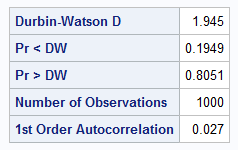 Durbin-Watson D 1.945
Pr < DW 0.1949
Pr > DW 0.8051
Number of Observations 1000
1st Order Autocorrelation 0.027